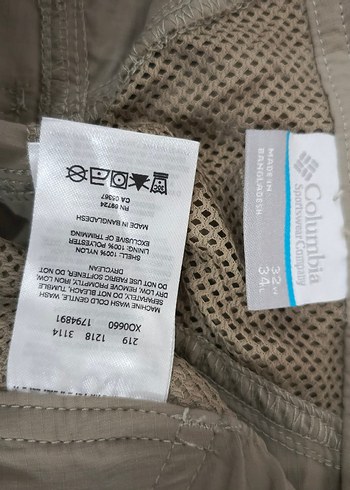 219 1218 3114
XO0660 1794891
MACHINE GENTLE, COLD WASH
SEPARATELY, DO NOT BLEACH, TUMBLE
LOW, REMOVE PROMPTLY, IRON
LOW, DO NOT USE FABRIC SOFTENER, DO NOT
DRYCLEAN
SHELL: 100% NYLON
LINING: 100% POLYESTER
EXCLUSIVE OF TRIMMING
MADE IN BANGLADESH
RN 69724
CA 05367
Columbia
Sportswear Company
MADE IN
BANGLADESH
32W
34L